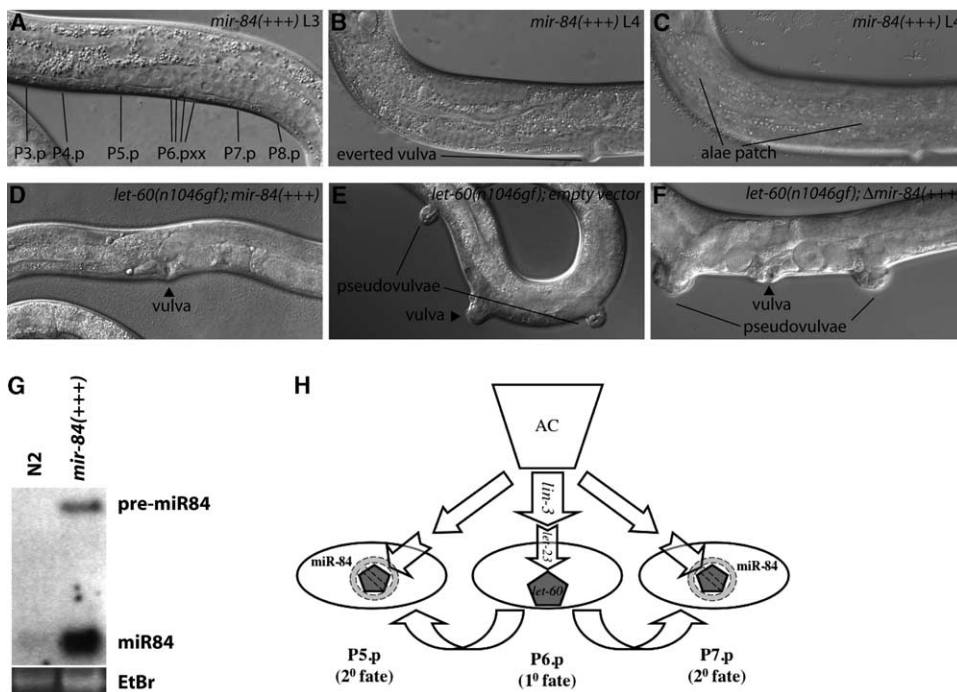 A
mir-84(+++) L3
P3.p P4.p P5.p P6.pxx P7.p P8.p
B
mir-84(+++) L4
everted vulva
C
mir-84(+++) L4
alae patch
D
let-60(n1046gf); mir-84(+++)
vulva
E
let-60(n1046gf); empty vector
pseudovulvae
vulva
F
let-60(n1046gf); Δmir-84(+++)
vulva
pseudovulvae
G
N2
mir-84(+++)
pre-miR84
miR84
EtBr
H
AC
lin-3
let-23
miR-84
let-60
miR-84
P5.p
(2⁰ fate)
P6.p
(1⁰ fate)
P7.p
(2⁰ fate)